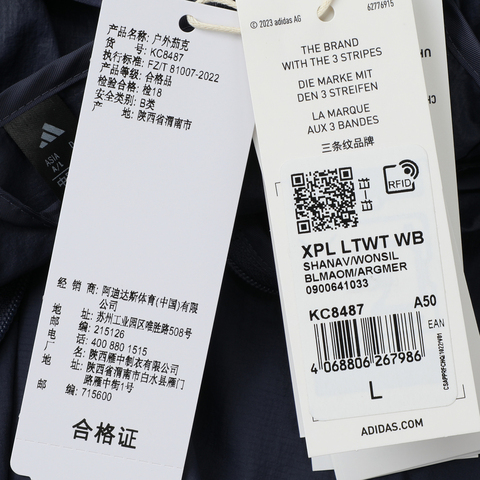 产品名称: 户外茄克
货 号: KC8487
执行标准: FZ/T 81007-2022
产品等级: 合格品
检验合格: 检18
安全类别: B类
产 地: 陕西省渭南市
经 销 商: 阿迪达斯体育(中国)有限
公司
地 址: 苏州工业园区唯胜路508号
邮 编: 215126
电 话: 400 880 1515
厂 名: 陕西雁中制衣有限公司
地 址: 陕西省渭南市白水县雁门
路雁中街1号
邮 编: 715600
合格证
ASIA
A/L
© 2023 adidas AG
62776915
THE BRAND
WITH THE 3 STRIPES
DIE MARKE MIT
DEN 3 STREIFEN
LA MARQUE
AUX 3 BANDES
三条纹品牌
RFID
XPL LTWT WB
SHANAV/WONSIL
BLMAOM/ARGMER
0900641033
KC8487
A50
EAN
4 068806 267986
L
ADIDAS.COM